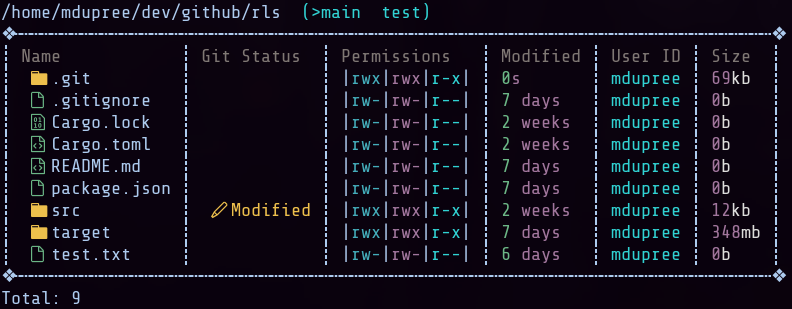 /home/mdupree/dev/github/rls (>main test)
Name Git Status Permissions Modified User ID Size
.git |rwx|rwx|r-x| 0s mdupree 69kb
.gitignore |rw-|rw-|r--| 7 days mdupree 0b
Cargo.lock |rw-|rw-|r--| 2 weeks mdupree 0b
Cargo.toml |rw-|rw-|r--| 2 weeks mdupree 0b
README.md |rw-|rw-|r--| 7 days mdupree 0b
package.json |rw-|rw-|r--| 7 days mdupree 0b
src Modified |rwx|rwx|r-x| 2 weeks mdupree 12kb
target |rwx|rwx|r-x| 7 days mdupree 348mb
test.txt |rw-|rw-|r--| 6 days mdupree 0b
Total: 9